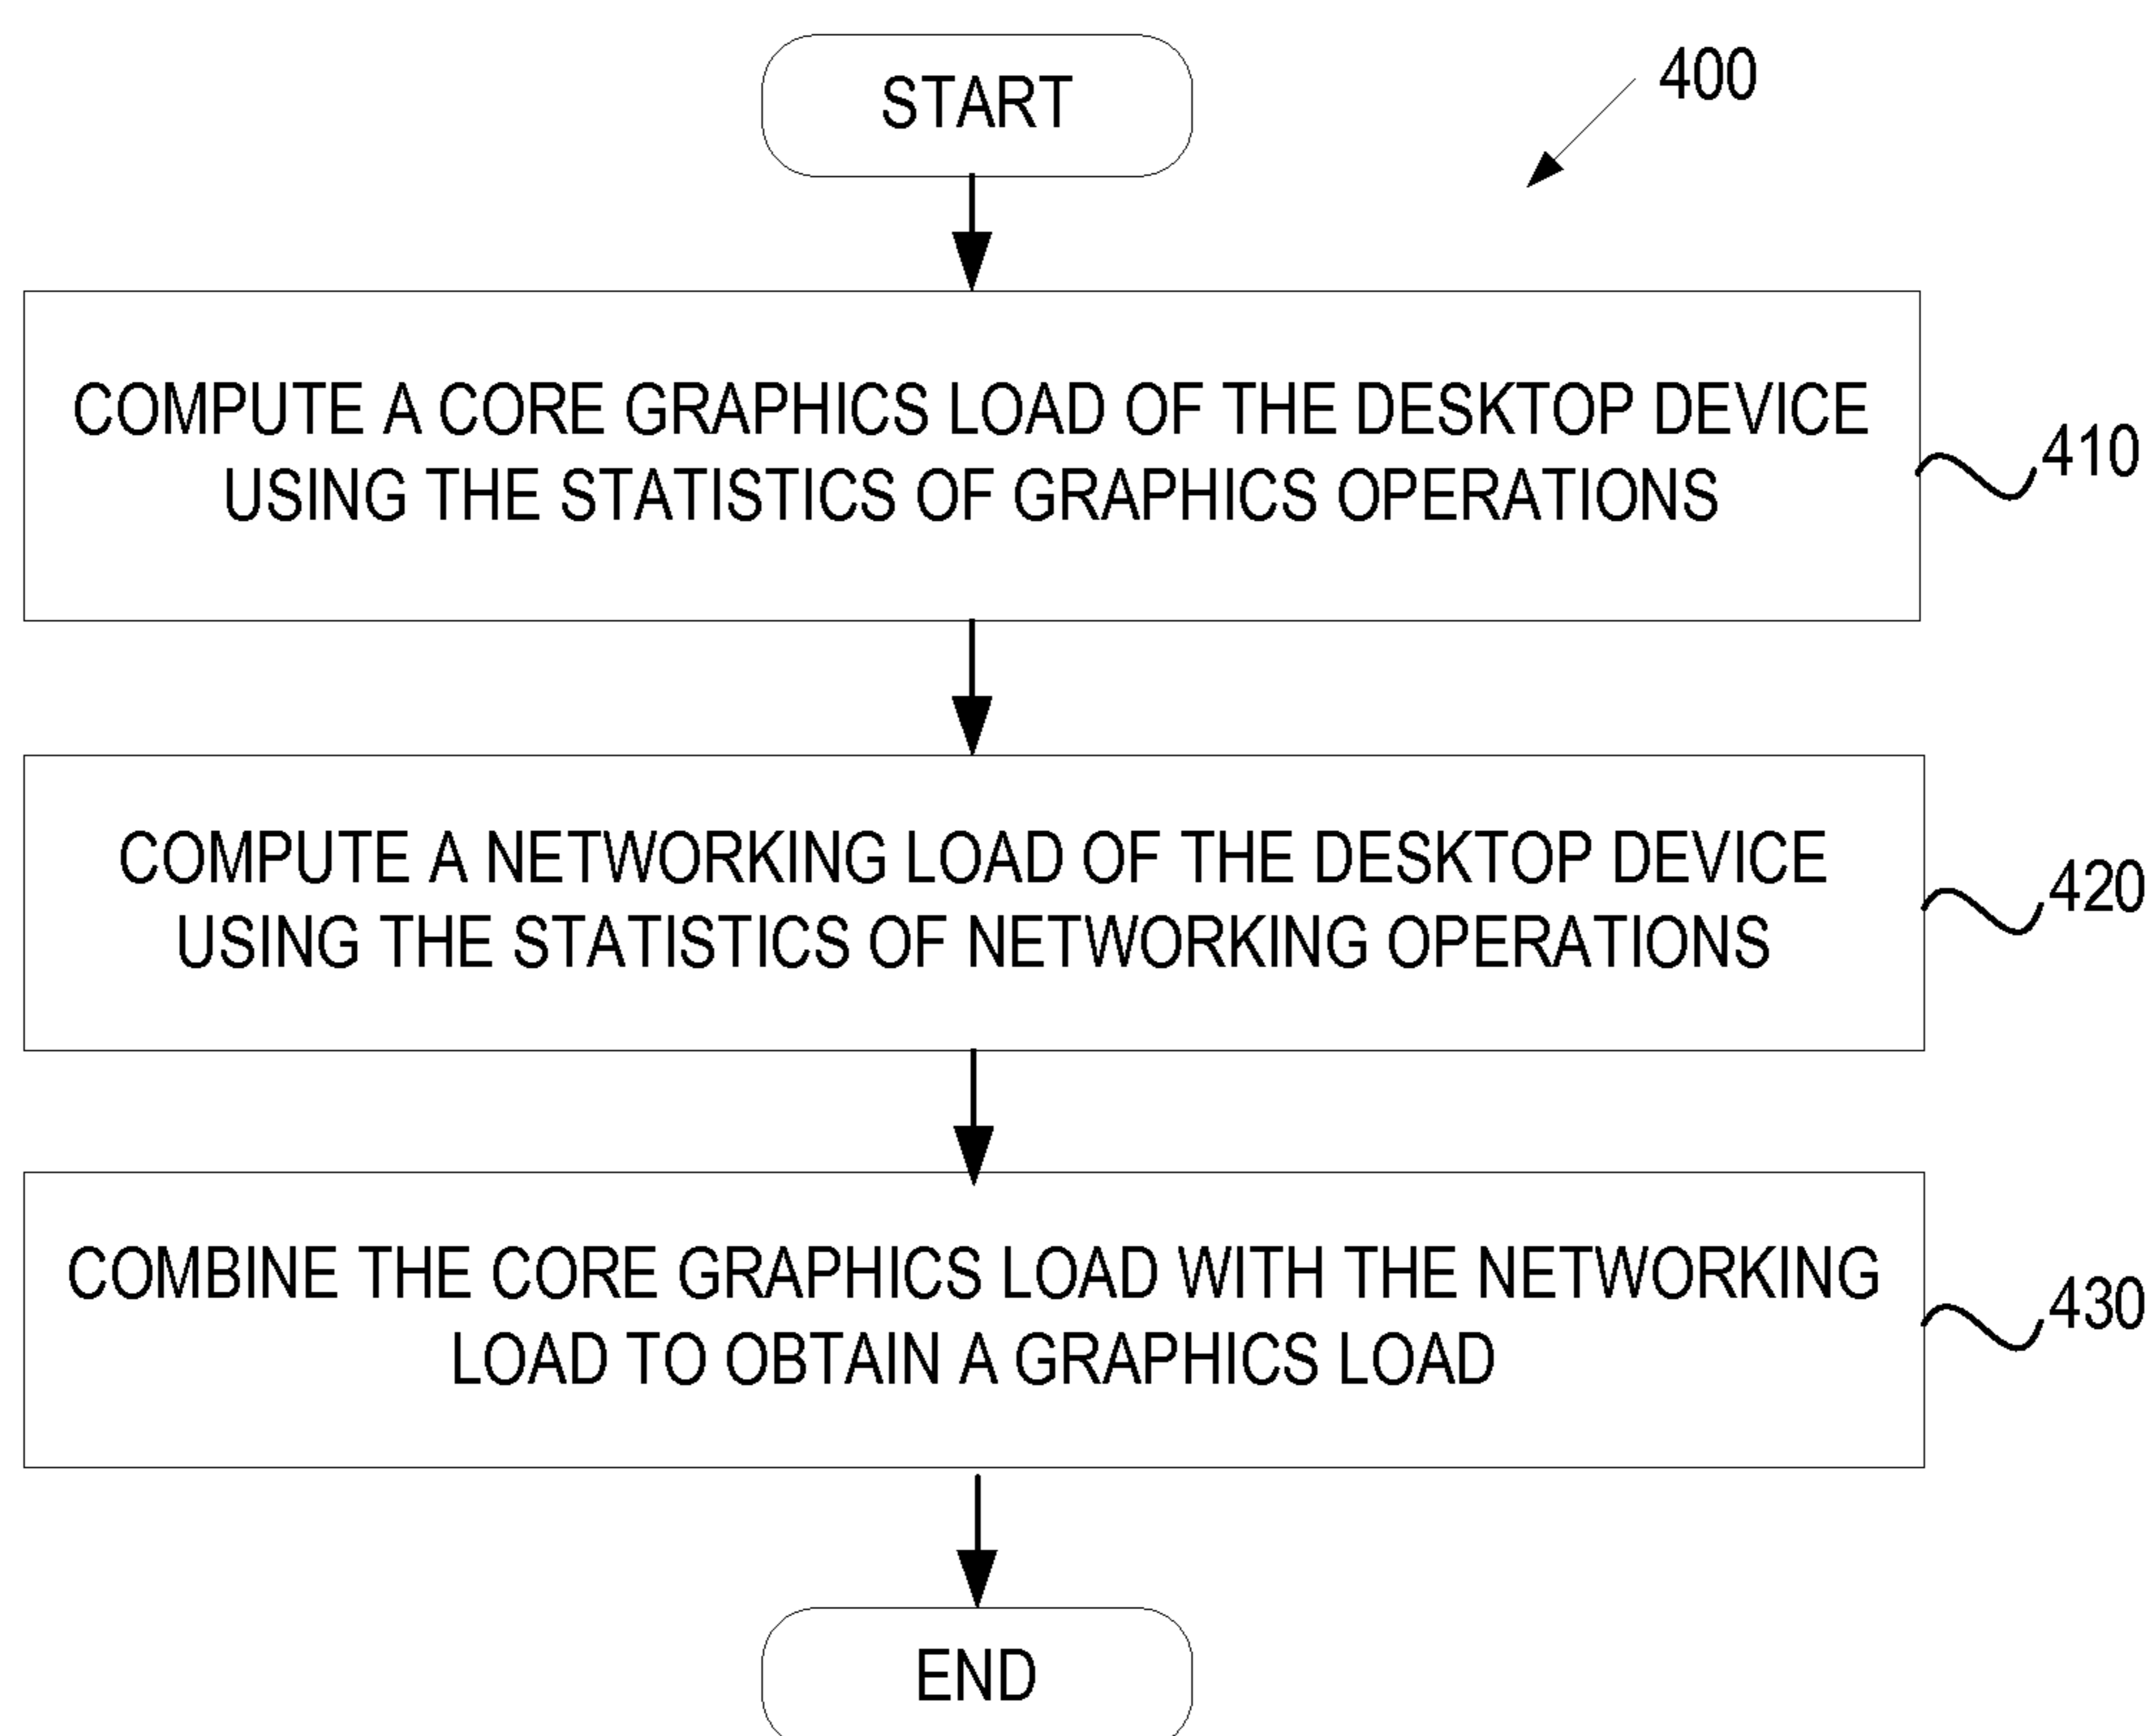 START
400
COMPUTE A CORE GRAPHICS LOAD OF THE DESKTOP DEVICE
USING THE STATISTICS OF GRAPHICS OPERATIONS
410
COMPUTE A NETWORKING LOAD OF THE DESKTOP DEVICE
USING THE STATISTICS OF NETWORKING OPERATIONS
420
COMBINE THE CORE GRAPHICS LOAD WITH THE NETWORKING
LOAD TO OBTAIN A GRAPHICS LOAD
430
END